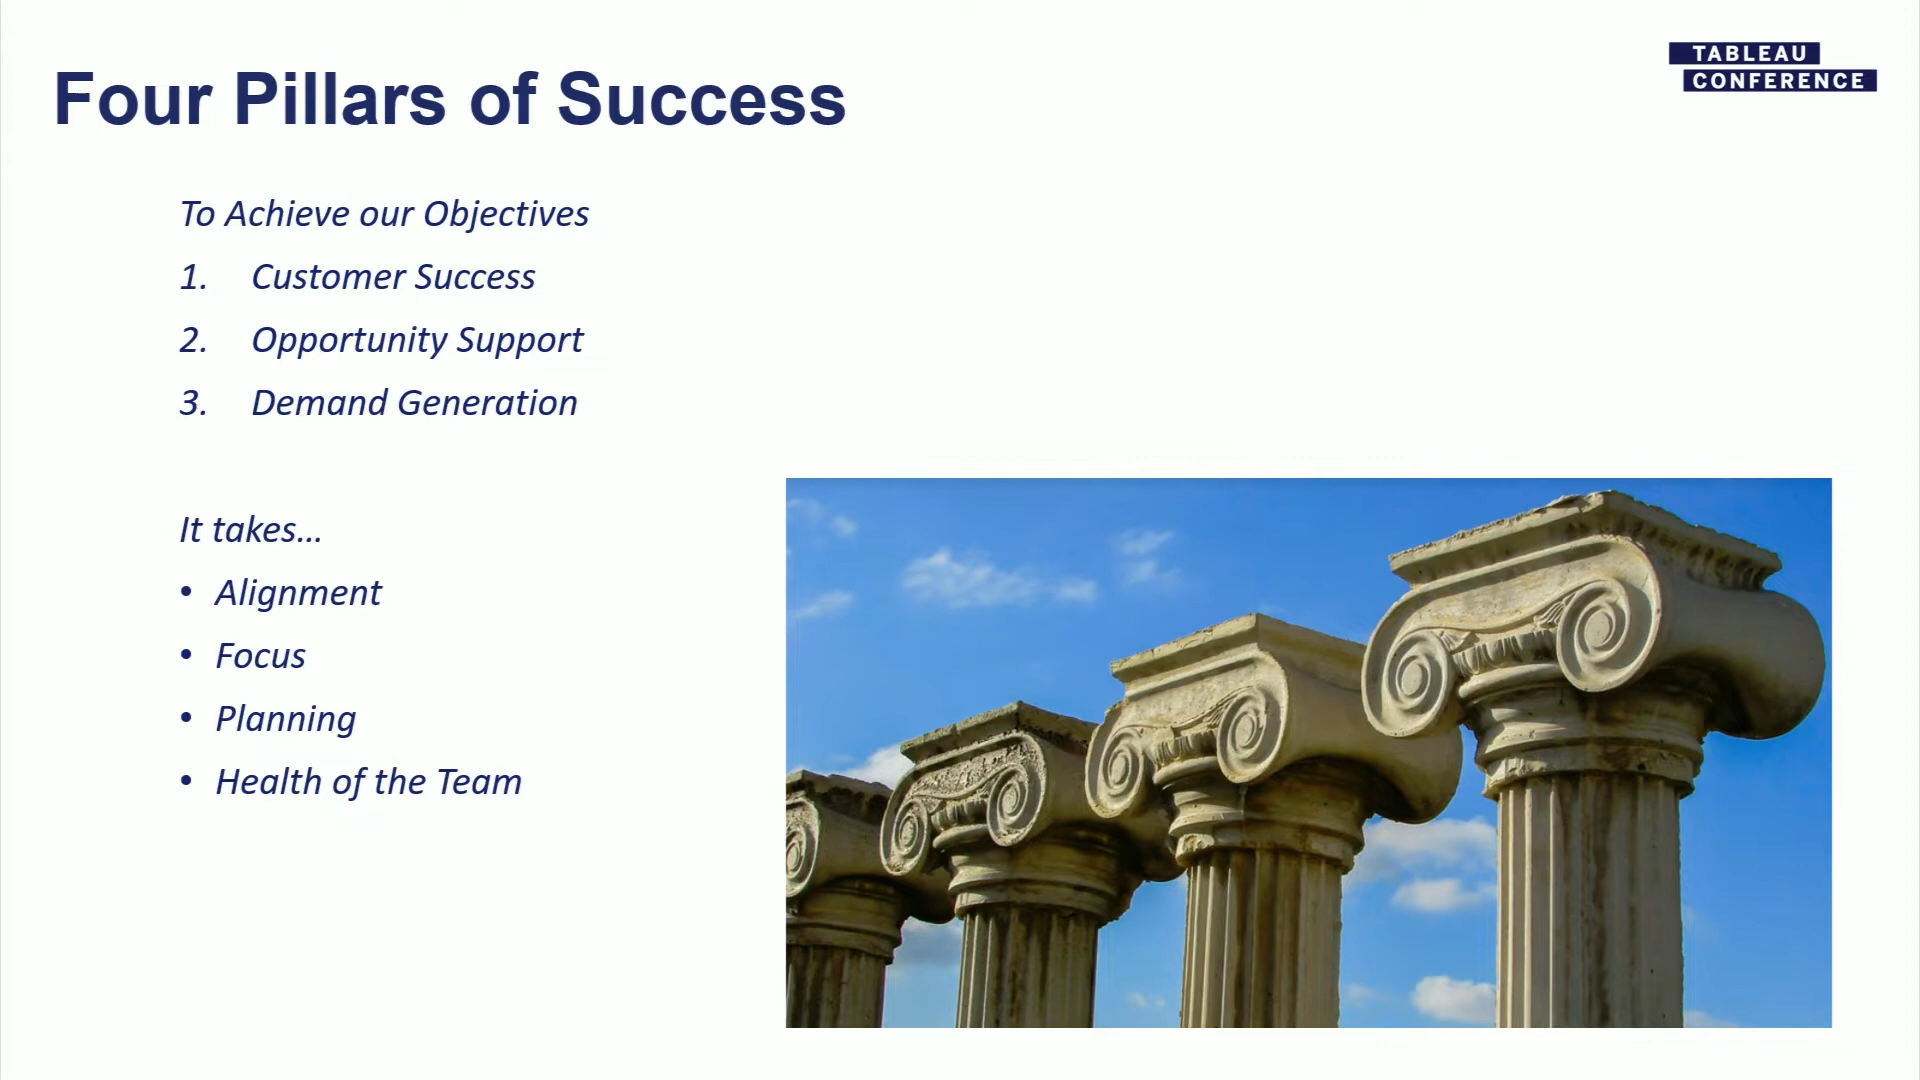 Four Pillars of Success
TABLEAU
CONFERENCE
To Achieve our Objectives
1. Customer Success
2. Opportunity Support
3. Demand Generation
It takes...
• Alignment
• Focus
• Planning
• Health of the Team